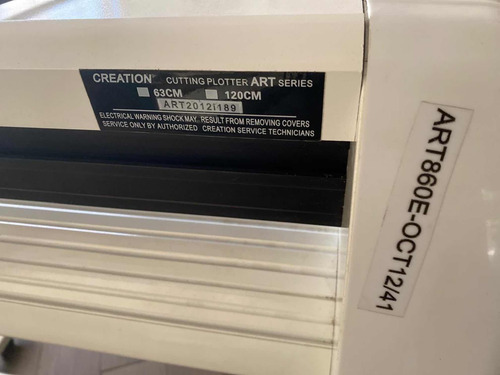 CREATION CUTTING PLOTTER ART SERIES
63CM 120CM
ART2012i189
ELECTRICAL WARNING SHOCK MAY. RESULT FROM REMOVING COVERS
SERVICE ONLY BY AUTHORIZED CREATION SERVICE TECHNICIANS
ART860E-OCT12/41